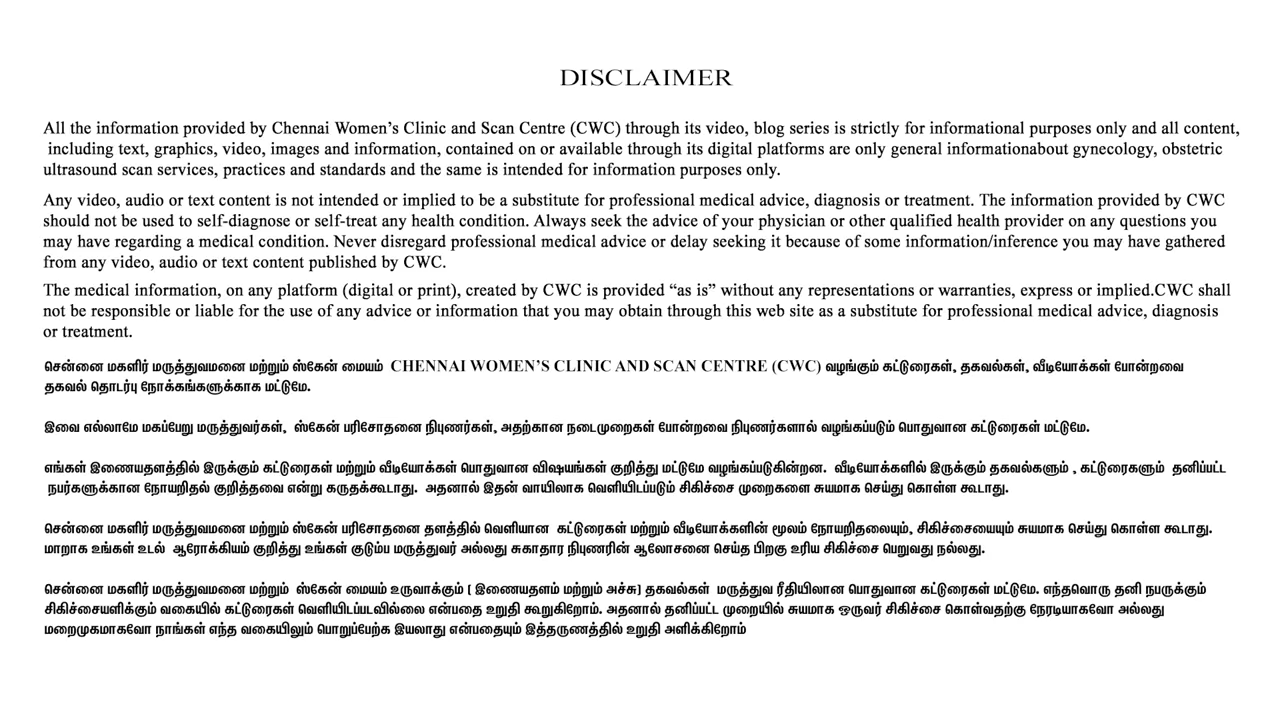 DISCLAIMER
All the information provided by Chennai Women’s Clinic and Scan Centre (CWC) through its video, blog series is strictly for informational purposes only and all content,
including text, graphics, video, images and information, contained on or available through its digital platforms are only general informationabout gynecology, obstetric
ultrasound scan services, practices and standards and the same is intended for information purposes only.
Any video, audio or text content is not intended or implied to be a substitute for professional medical advice, diagnosis or treatment. The information provided by CWC
should not be used to self-diagnose or self-treat any health condition. Always seek the advice of your physician or other qualified health provider on any questions you
may have regarding a medical condition. Never disregard professional medical advice or delay seeking it because of some information/inference you may have gathered
from any video, audio or text content published by CWC.
The medical information, on any platform (digital or print), created by CWC is provided “as is” without any representations or warranties, express or implied.CWC shall
not be responsible or liable for the use of any advice or information that you may obtain through this web site as a substitute for professional medical advice, diagnosis
or treatment.
சென்னை மகளிர் மருத்துவமனை மற்றும் ஸ்கேன் மையம் CHENNAI WOMEN’S CLINIC AND SCAN CENTRE (CWC) வழங்கும் கட்டுரைகள், தகவல்கள், வீடியோக்கள் போன்றவை
தகவல் தொடர்பு நோக்கங்களுக்காக மட்டுமே.
இவை எல்லாமே மகப்பேறு மருத்துவர்கள், ஸ்கேன் பரிசோதனை நிபுணர்கள், அதற்கான நடைமுறைகள் போன்றவை நிபுணர்களால் வழங்கப்படும் பொதுவான கட்டுரைகள் மட்டுமே.
எங்கள் இணையதளத்தில் இருக்கும் கட்டுரைகள் மற்றும் வீடியோக்கள் பொதுவான விஷயங்கள் குறித்து மட்டுமே வழங்கப்படுகின்றன. வீடியோக்களில் இருக்கும் தகவல்களும் , கட்டுரைகளும் தனிப்பட்ட
நபர்களுக்கான நோயறிதல் குறித்தவை என்று கருதக்கூடாது. அதனால் இதன் வாயிலாக வெளியிடப்படும் சிகிச்சை முறைகளை சுயமாக செய்து கொள்ள கூடாது.
சென்னை மகளிர் மருத்துவமனை மற்றும் ஸ்கேன் பரிசோதனை தளத்தில் வெளியான கட்டுரைகள் மற்றும் வீடியோக்களின் மூலம் நோயறிதலையும், சிகிச்சையையும் சுயமாக செய்து கொள்ள கூடாது.
மாறாக உங்கள் உடல் ஆரோக்கியம் குறித்து உங்கள் குடும்ப மருத்துவர் அல்லது சுகாதார நிபுணரின் ஆலோசனை செய்த பிறகு உரிய சிகிச்சை பெறுவது நல்லது.
சென்னை மகளிர் மருத்துவமனை மற்றும் ஸ்கேன் மையம் உருவாக்கும் [ இணையதளம் மற்றும் அச்சு] தகவல்கள் மருத்துவ ரீதியிலான பொதுவான கட்டுரைகள் மட்டுமே. எந்தவொரு தனி நபருக்கும்
சிகிச்சையளிக்கும் வகையில் கட்டுரைகள் வெளியிடப்படவில்லை என்பதை உறுதி கூறுகிறோம். அதனால் தனிப்பட்ட முறையில் சுயமாக ஒருவர் சிகிச்சை கொள்வதற்கு நேரடியாகவோ அல்லது
மறைமுகமாகவோ நாங்கள் எந்த வகையிலும் பொறுப்பேற்க இயலாது என்பதையும் இத்தருணத்தில் உறுதி அளிக்கிறோம்